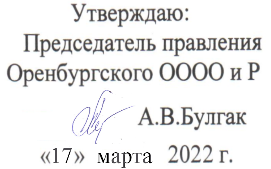 Утверждаю:
Председатель правления
Оренбургского ОООО и Р
А.В.Булгак
«17» марта 2022 г.